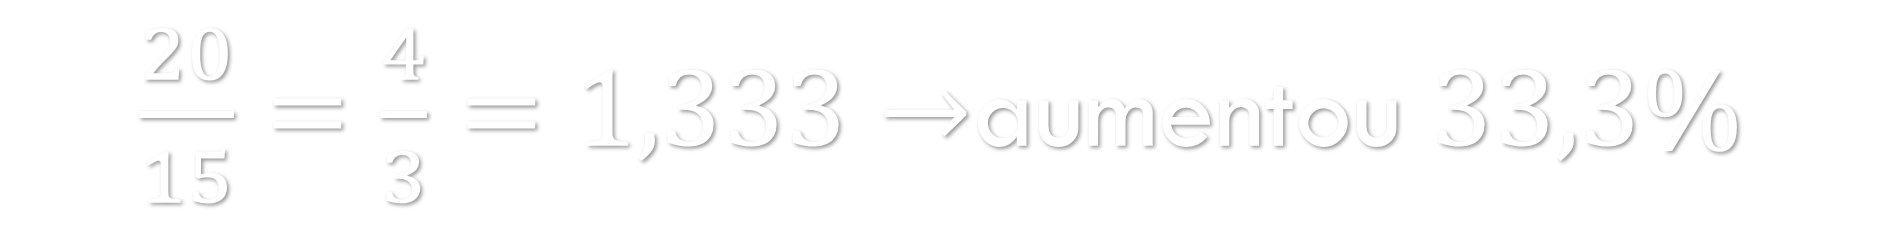 20/15 = 4/3 = 1,333 →aumentou 33,3%